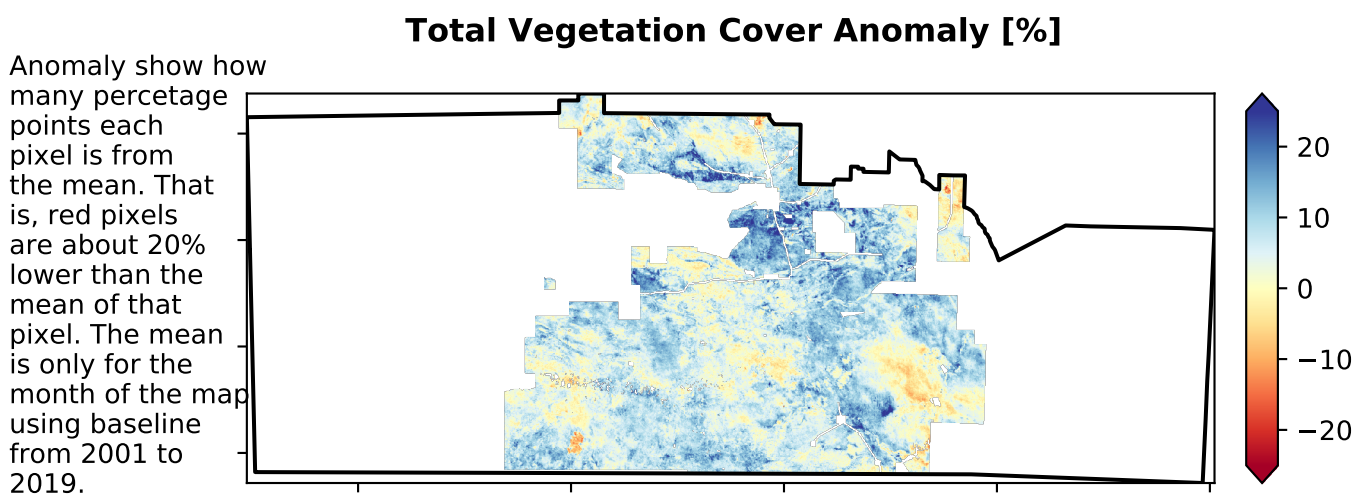 Total Vegetation Cover Anomaly [%]
Anomaly show how
many percetage
points each
pixel is from
the mean. That
is, red pixels
are about 20%
lower than the
mean of that
pixel. The mean
is only for the
month of the map
using baseline
from 2001 to
2019.
20
10
0
−10
−20